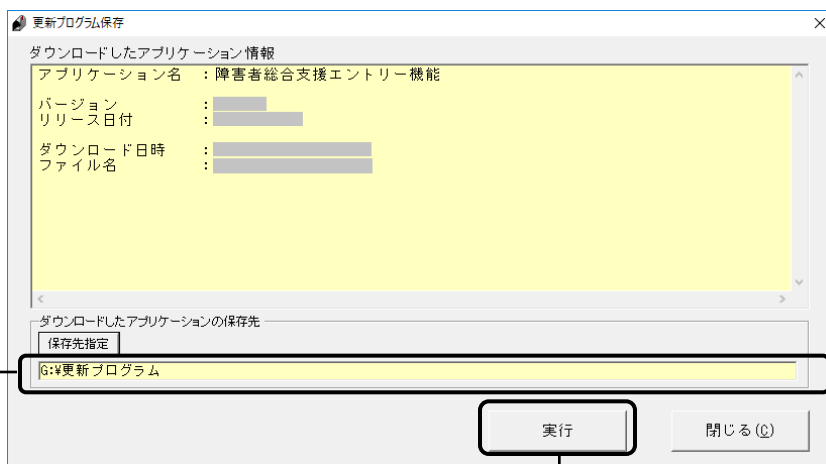 更新プログラム保存
ダウンロードしたアプリケーション情報
アプリケーション名 :障害者総合支援エントリー機能
バージョン :
リリース日付 :
ダウンロード日時 :
ファイル名 :
ダウンロードしたアプリケーションの保存先
保存先指定
G:¥更新プログラム
実行 閉じる(C)